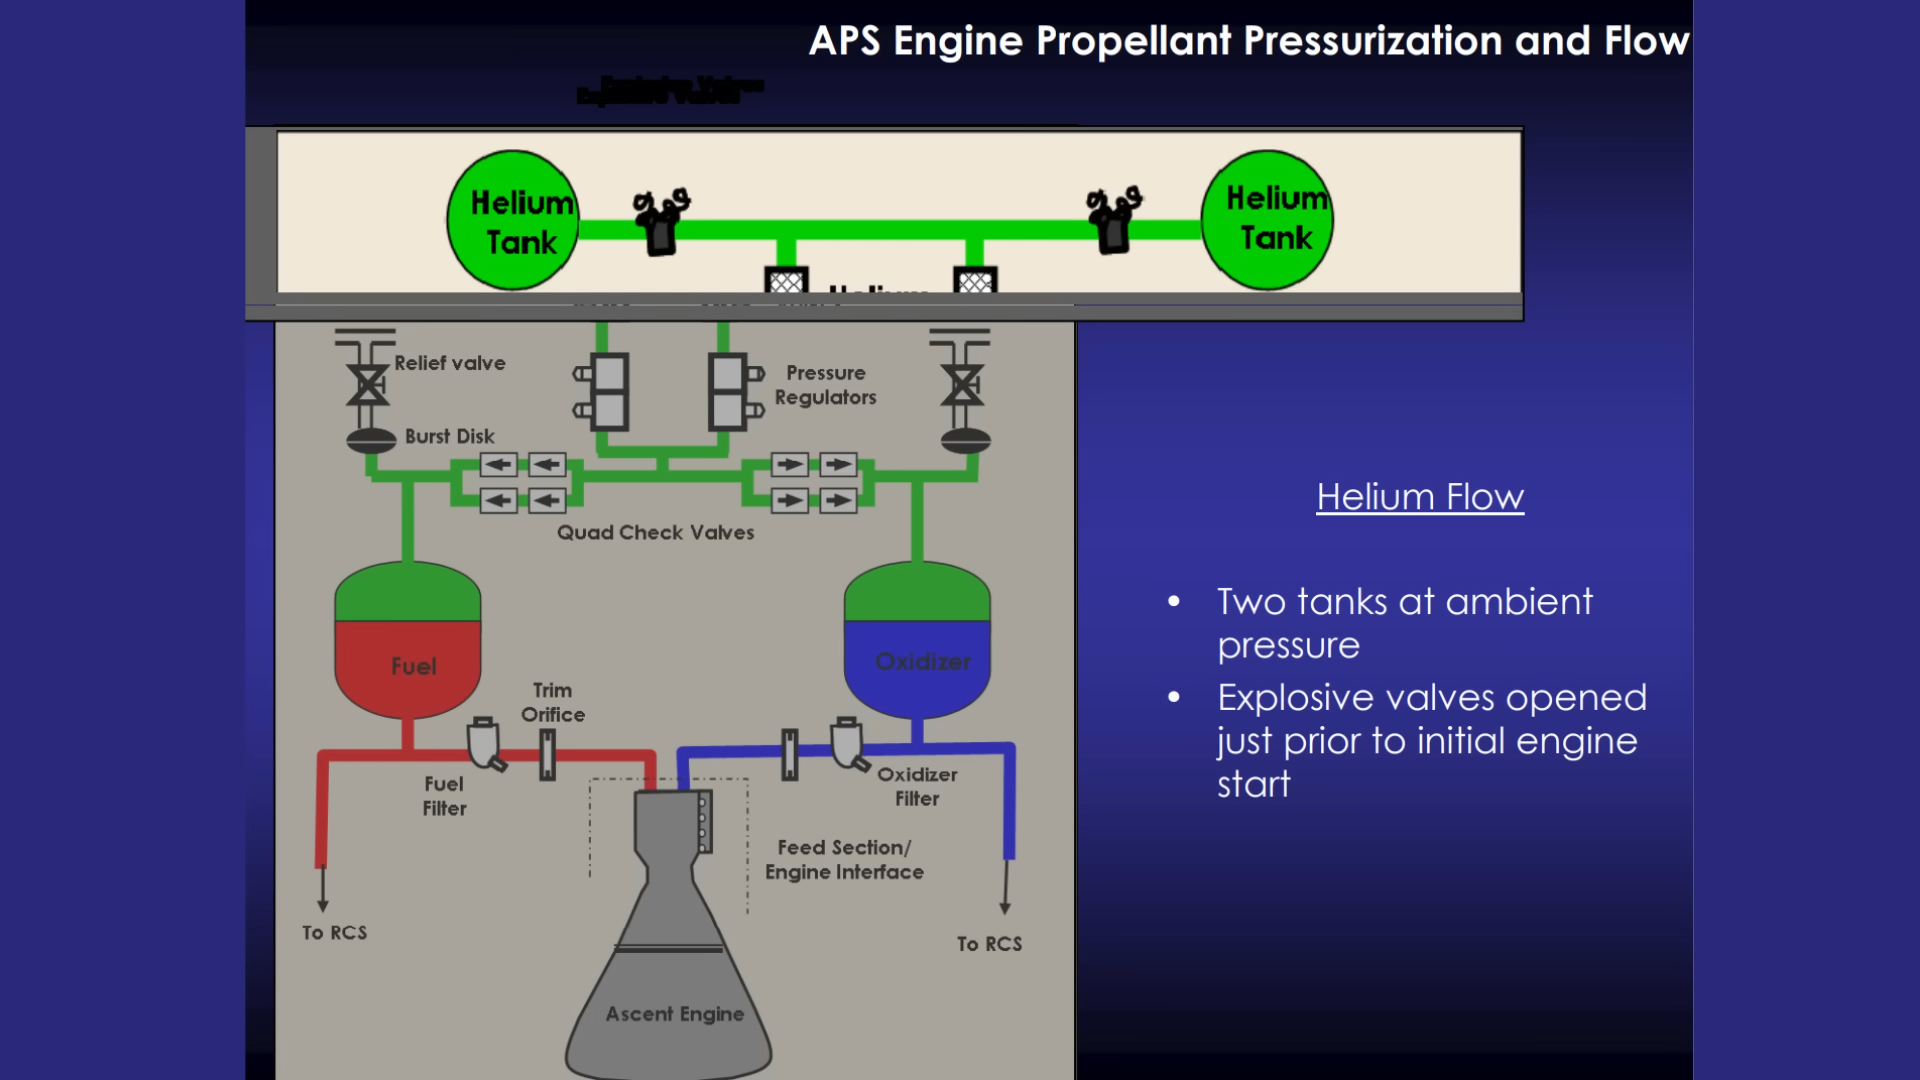 APS Engine Propellant Pressurization and Flow
Helium
Tank
Helium
Tank
Relief valve
Pressure
Regulators
Burst Disk
Quad Check Valves
Fuel
Oxidizer
Trim
Orifice
Fuel
Filter
Oxidizer
Filter
Feed Section/
Engine Interface
To RCS
To RCS
Ascent Engine
Helium Flow
• Two tanks at ambient
pressure
• Explosive valves opened
just prior to initial engine
start